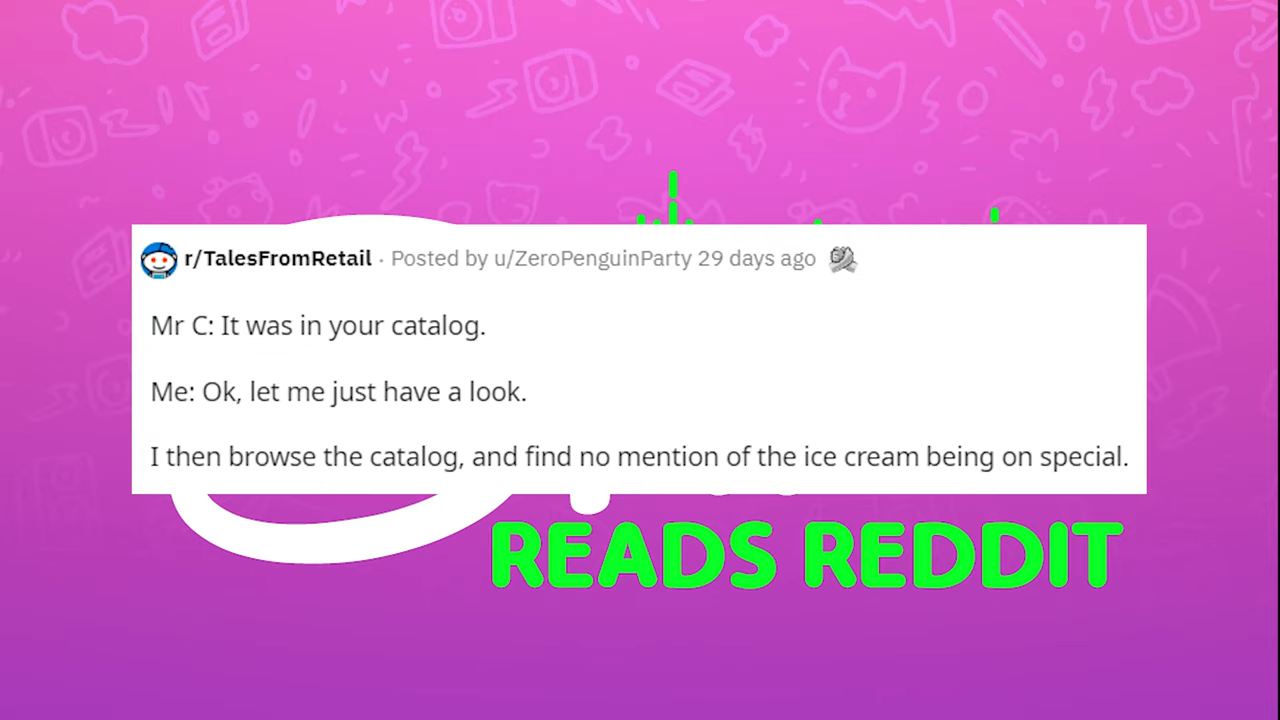 r/TalesFromRetail · Posted by u/ZeroPenguinParty 29 days ago
Mr C: It was in your catalog.
Me: Ok, let me just have a look.
I then browse the catalog, and find no mention of the ice cream being on special.
READS REDDIT